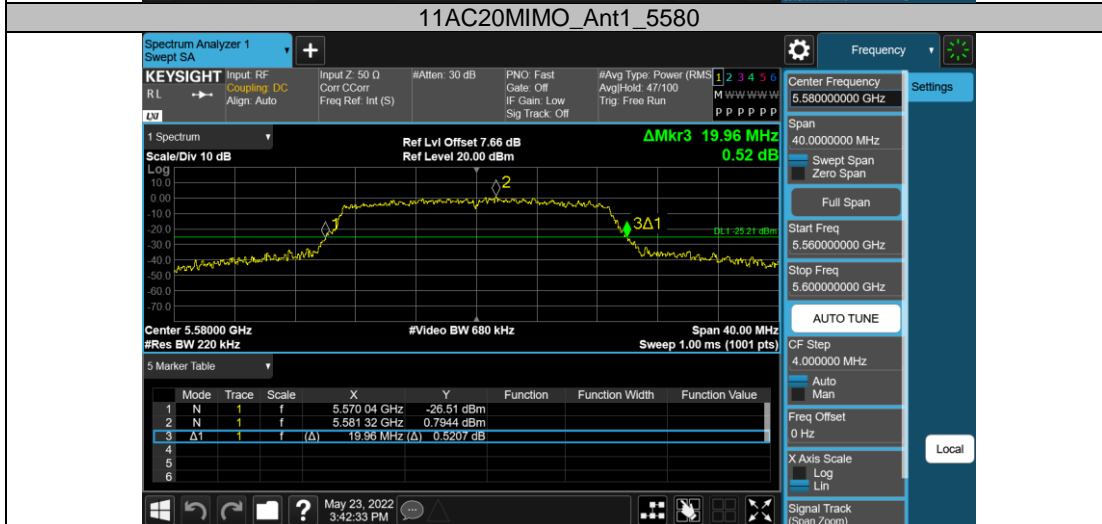 11AC20MIMO_Ant1_5580
Spectrum Analyzer 1
Swept SA
+
Frequency
KEYSIGHT Input: RF Input Z: 50 Ω #Atten: 30 dB PNO: Fast #Avg Type: Power (RMS 1 2 3 4 5 6
RL Coupling: DC Corr CCorr Gate: Off Avg|Hold: 47/100 M W W W W W
Align: Auto Freq Ref: Int (S) IF Gain: Low Trig: Free Run
Sig Track: Off P P P P P P
LXI
Center Frequency
5.580000000 GHz
Settings
1 Spectrum
Ref Lvl Offset 7.66 dB ΔMkr3 19.96 MHz
Scale/Div 10 dB Ref Level 20.00 dBm 0.52 dB
Log
10.0
0.00
-10.0
-20.0
-30.0
-40.0
-50.0
-60.0
-70.0
1
2
3Δ1
DL1 -25.21 dBm
Center 5.58000 GHz #Video BW 680 kHz Span 40.00 MHz
#Res BW 220 kHz Sweep 1.00 ms (1001 pts)
Span
40.0000000 MHz
Swept Span
Zero Span
Full Span
Start Freq
5.560000000 GHz
Stop Freq
5.600000000 GHz
AUTO TUNE
CF Step
4.000000 MHz
Auto
Man
Freq Offset
0 Hz
X Axis Scale
Log
Lin
Signal Track
(Span Zoom)
Local
5 Marker Table
Mode Trace Scale X Y Function Function Width Function Value
1 N 1 f 5.570 04 GHz -26.51 dBm
2 N 1 f 5.581 32 GHz 0.7944 dBm
3 Δ1 1 f (Δ) 19.96 MHz (Δ) 0.5207 dB
4
5
6
?
May 23, 2022
3:42:33 PM